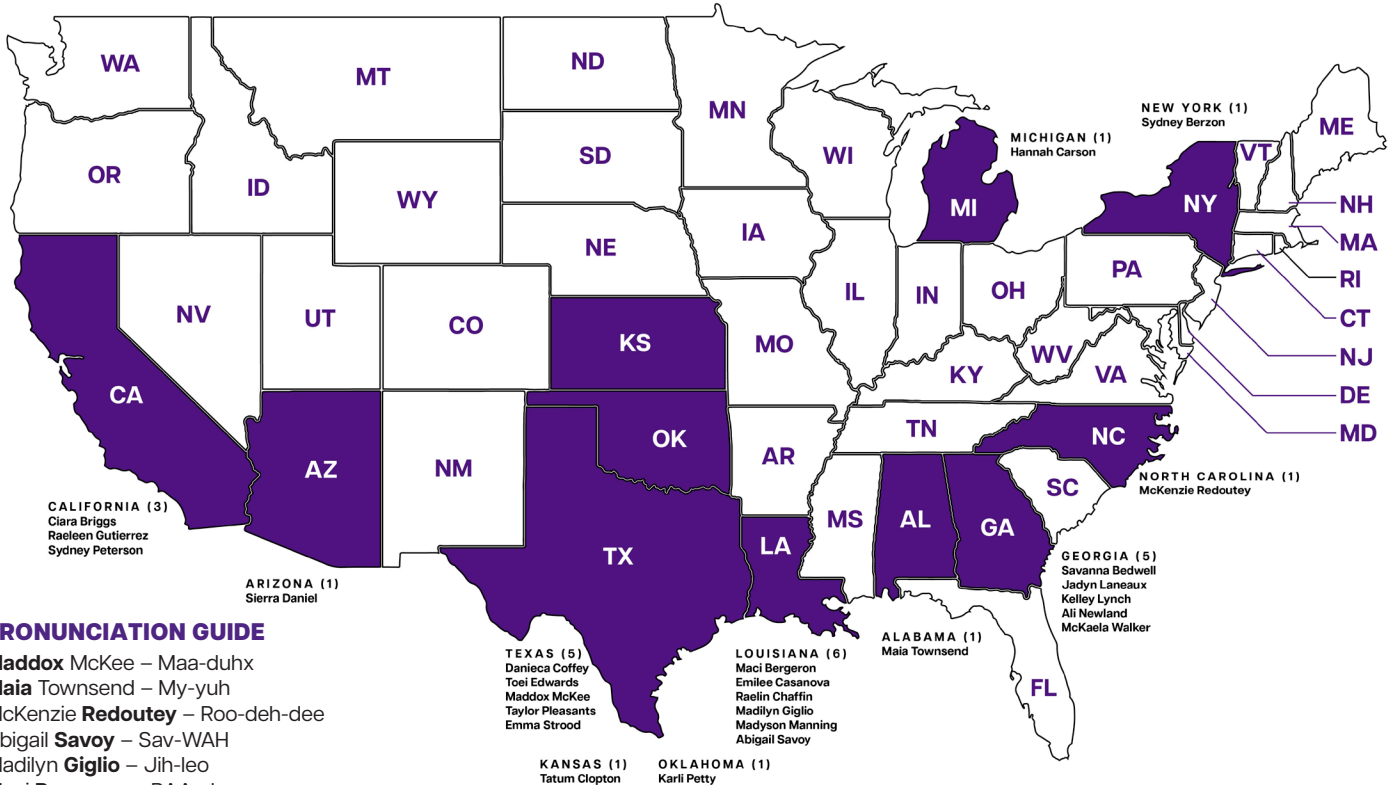 WA
MT
ND
MN
OR
ID
WY
SD
WI
MI
NY
VT
ME
NH
MA
RI
CT
NJ
DE
MD
NEW YORK (1)
Sydney Berzon
MICHIGAN (1)
Hannah Carson
NE
IA
IL
IN
OH
PA
NV
UT
CO
KS
MO
KY
WV
VA
CA
AZ
NM
OK
AR
TN
NC
SC
TX
LA
MS
AL
GA
FL
NORTH CAROLINA (1)
McKenzie Redoutey
CALIFORNIA (3)
Ciara Briggs
Raeleen Gutierrez
Sydney Peterson
ARIZONA (1)
Sierra Daniel
GEORGIA (5)
Savanna Bedwell
Jadyn Laneaux
Kelley Lynch
Ali Newland
McKaela Walker
ALABAMA (1)
Maia Townsend
TEXAS (5)
Danieca Coffey
Toei Edwards
Maddox McKee
Taylor Pleasants
Emma Strood
LOUISIANA (6)
Maci Bergeron
Emilee Casanova
Raelin Chaffin
Madilyn Giglio
Madyson Manning
Abigail Savoy
KANSAS (1)
Tatum Clopton
OKLAHOMA (1)
Karli Petty
RONUNCIATION GUIDE
laddox McKee – Maa-duhx
laia Townsend – My-yuh
cKenzie Redoutey – Roo-deh-dee
bigail Savoy – Sav-WAH
adilyn Giglio – Jih-leo